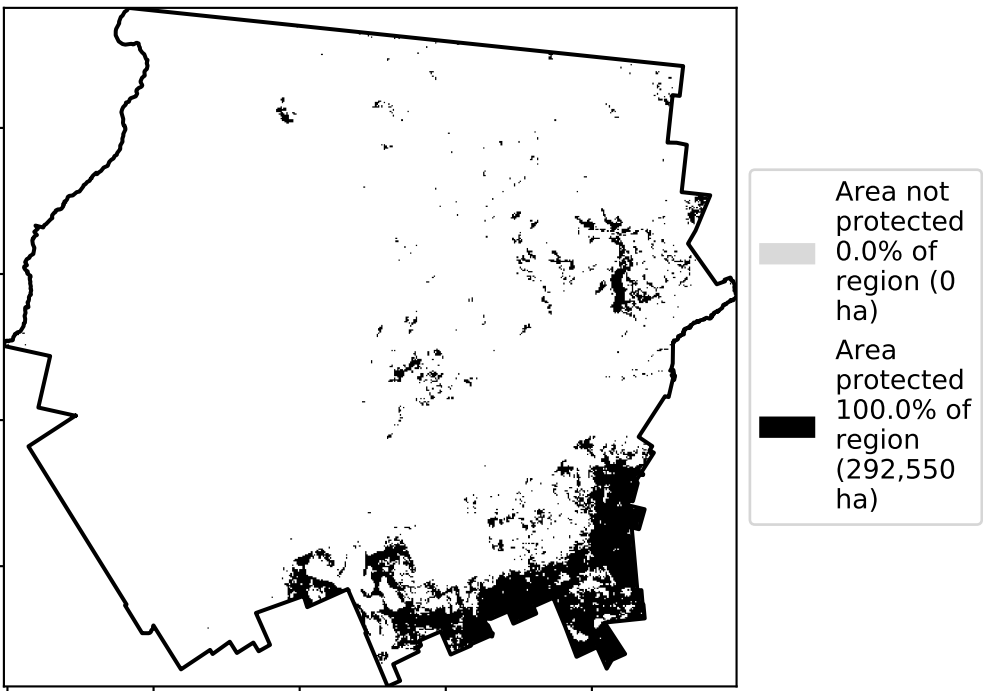 Area not
protected
0.0% of
region (0
ha)
Area
protected
100.0% of
region
(292,550
ha)